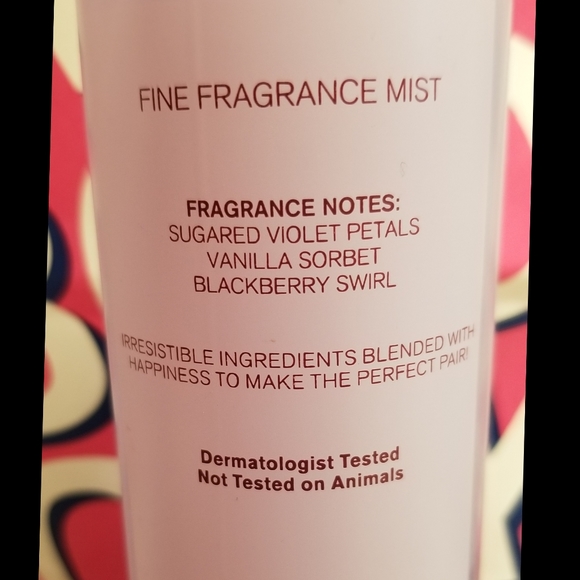 FINE FRAGRANCE MIST
FRAGRANCE NOTES:
SUGARED VIOLET PETALS
VANILLA SORBET
BLACKBERRY SWIRL
IRRESISTIBLE INGREDIENTS BLENDED WITH
HAPPINESS TO MAKE THE PERFECT PAIR!
Dermatologist Tested
Not Tested on Animals